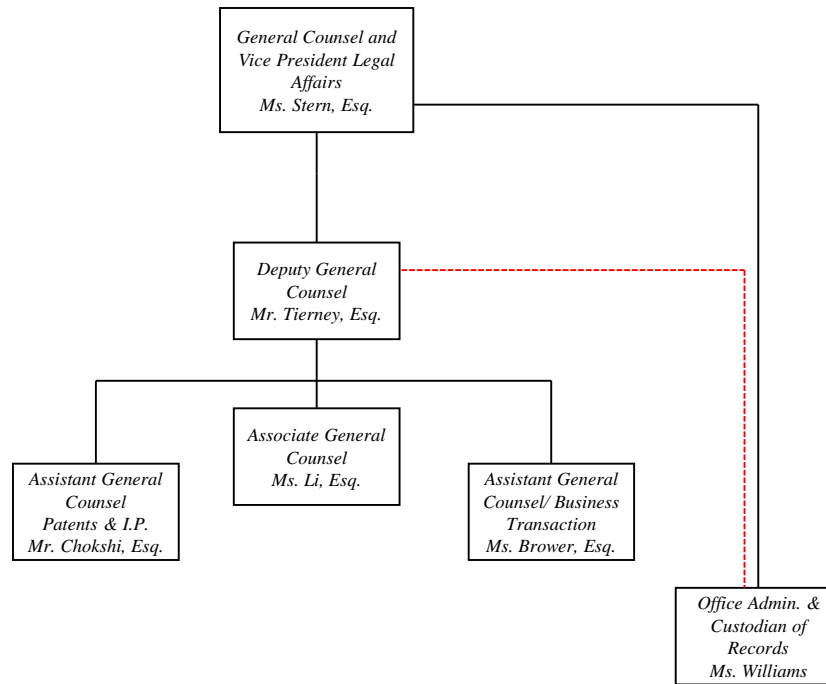 General Counsel and
Vice President Legal
Affairs
Ms. Stern, Esq.
Deputy General
Counsel
Mr. Tierney, Esq.
Associate General
Counsel
Ms. Li, Esq.
Assistant General
Counsel
Patents & I.P.
Mr. Chokshi, Esq.
Assistant General
Counsel/ Business
Transaction
Ms. Brower, Esq.
Office Admin. &
Custodian of
Records
Ms. Williams